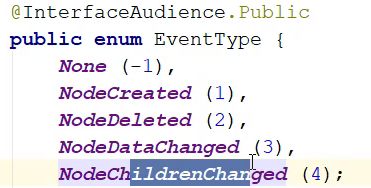 @InterfaceAudience.Public
public enum EventType {
None (-1),
NodeCreated (1),
NodeDeleted (2),
NodeDataChanged (3),
NodeChildrenChanged (4);